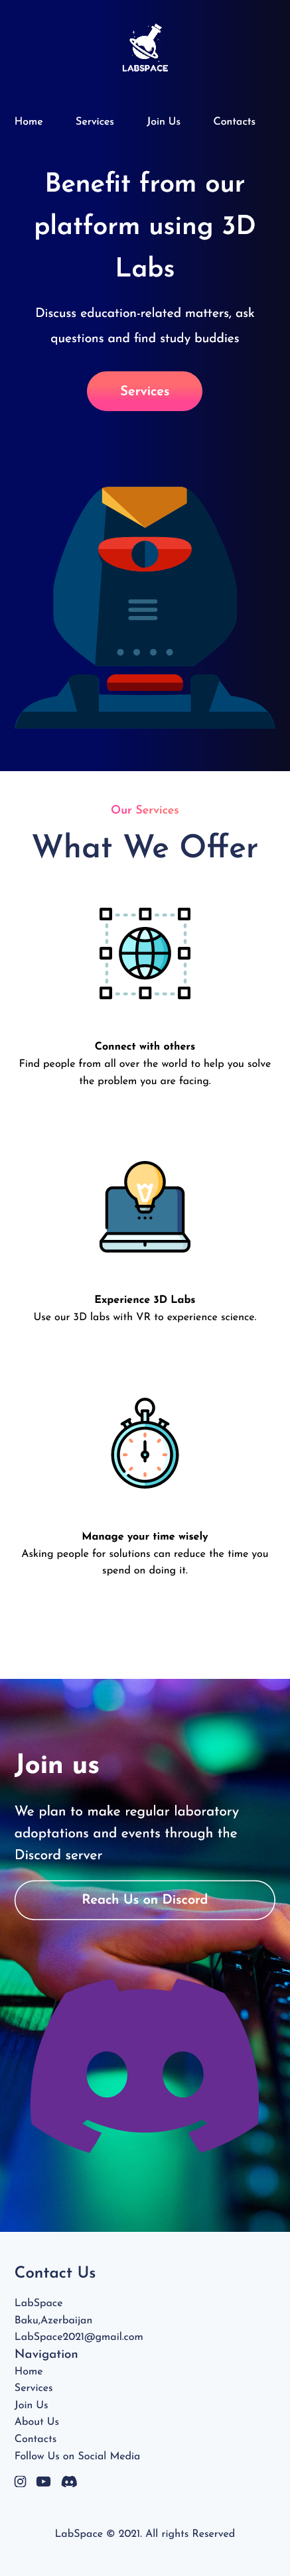 LABSPACE
Home Services Join Us Contacts
Benefit from our
platform using 3D
Labs
Discuss education-related matters, ask
questions and find study buddies
Services
Our Services
What We Offer
Connect with others
Find people from all over the world to help you solve
the problem you are facing.
Experience 3D Labs
Use our 3D labs with VR to experience science.
Manage your time wisely
Asking people for solutions can reduce the time you
spend on doing it.
Join us
We plan to make regular laboratory
adoptations and events through the
Discord server
Reach Us on Discord
Contact Us
LabSpace
Baku,Azerbaijan
LabSpace2021@gmail.com
Navigation
Home
Services
Join Us
About Us
Contacts
Follow Us on Social Media
LabSpace © 2021. All rights Reserved